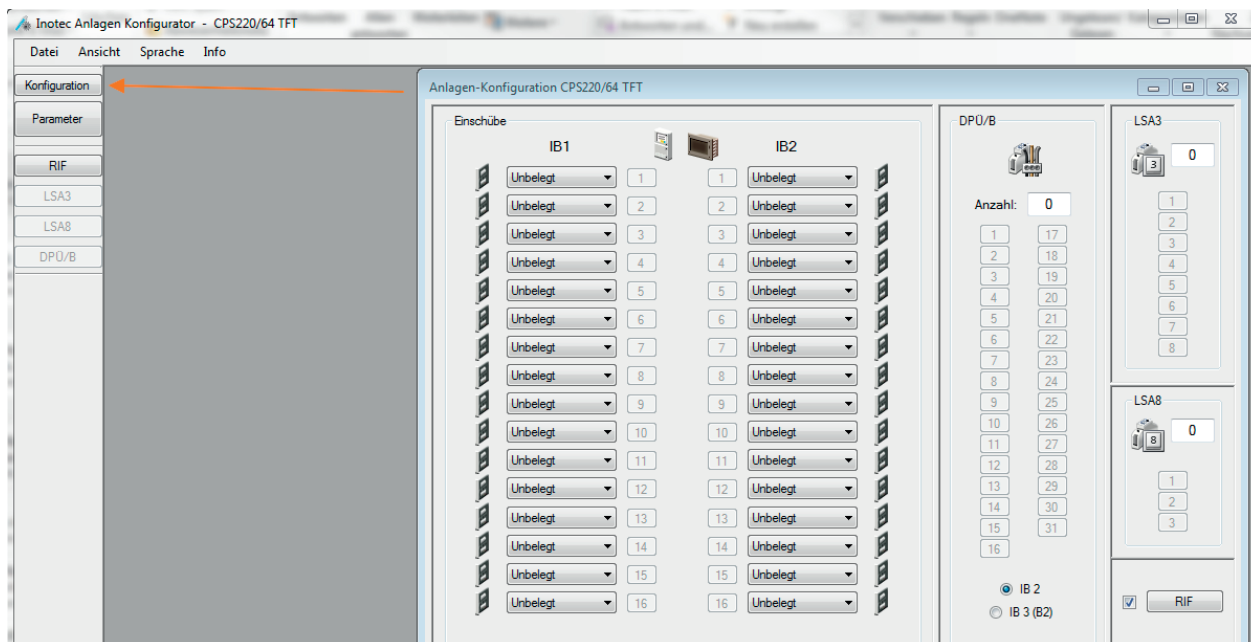 Inotec Anlagen Konfigurator - CPS220/64 TFT
Datei Ansicht Sprache Info
Konfiguration
Parameter
RIF
LSA3
LSA8
DPÜ/B
Anlagen-Konfiguration CPS220/64 TFT
Einschübe
IB1 IB2
Unbelegt 1 1 Unbelegt
Unbelegt 2 2 Unbelegt
Unbelegt 3 3 Unbelegt
Unbelegt 4 4 Unbelegt
Unbelegt 5 5 Unbelegt
Unbelegt 6 6 Unbelegt
Unbelegt 7 7 Unbelegt
Unbelegt 8 8 Unbelegt
Unbelegt 9 9 Unbelegt
Unbelegt 10 10 Unbelegt
Unbelegt 11 11 Unbelegt
Unbelegt 12 12 Unbelegt
Unbelegt 13 13 Unbelegt
Unbelegt 14 14 Unbelegt
Unbelegt 15 15 Unbelegt
Unbelegt 16 16 Unbelegt
DPÜ/B
Anzahl: 0
1 17
2 18
3 19
4 20
5 21
6 22
7 23
8 24
9 25
10 26
11 27
12 28
13 29
14 30
15 31
16
IB 2
IB 3 (B2)
LSA3
3 0
1
2
3
4
5
6
7
8
LSA8
8 0
1
2
3
RIF